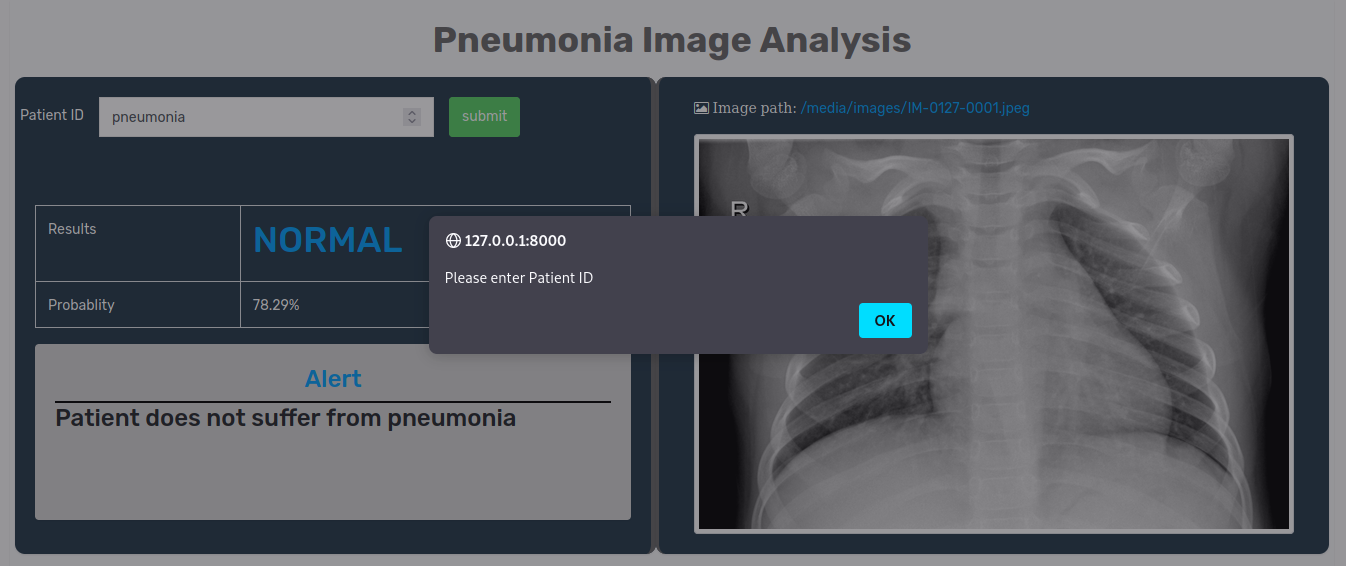 Pneumonia Image Analysis
Patient ID
pneumonia
submit
Results
NORMAL
Probablity
78.29%
Alert
Patient does not suffer from pneumonia
Image path: /media/images/IM-0127-0001.jpeg
R
127.0.0.1:8000
Please enter Patient ID
OK